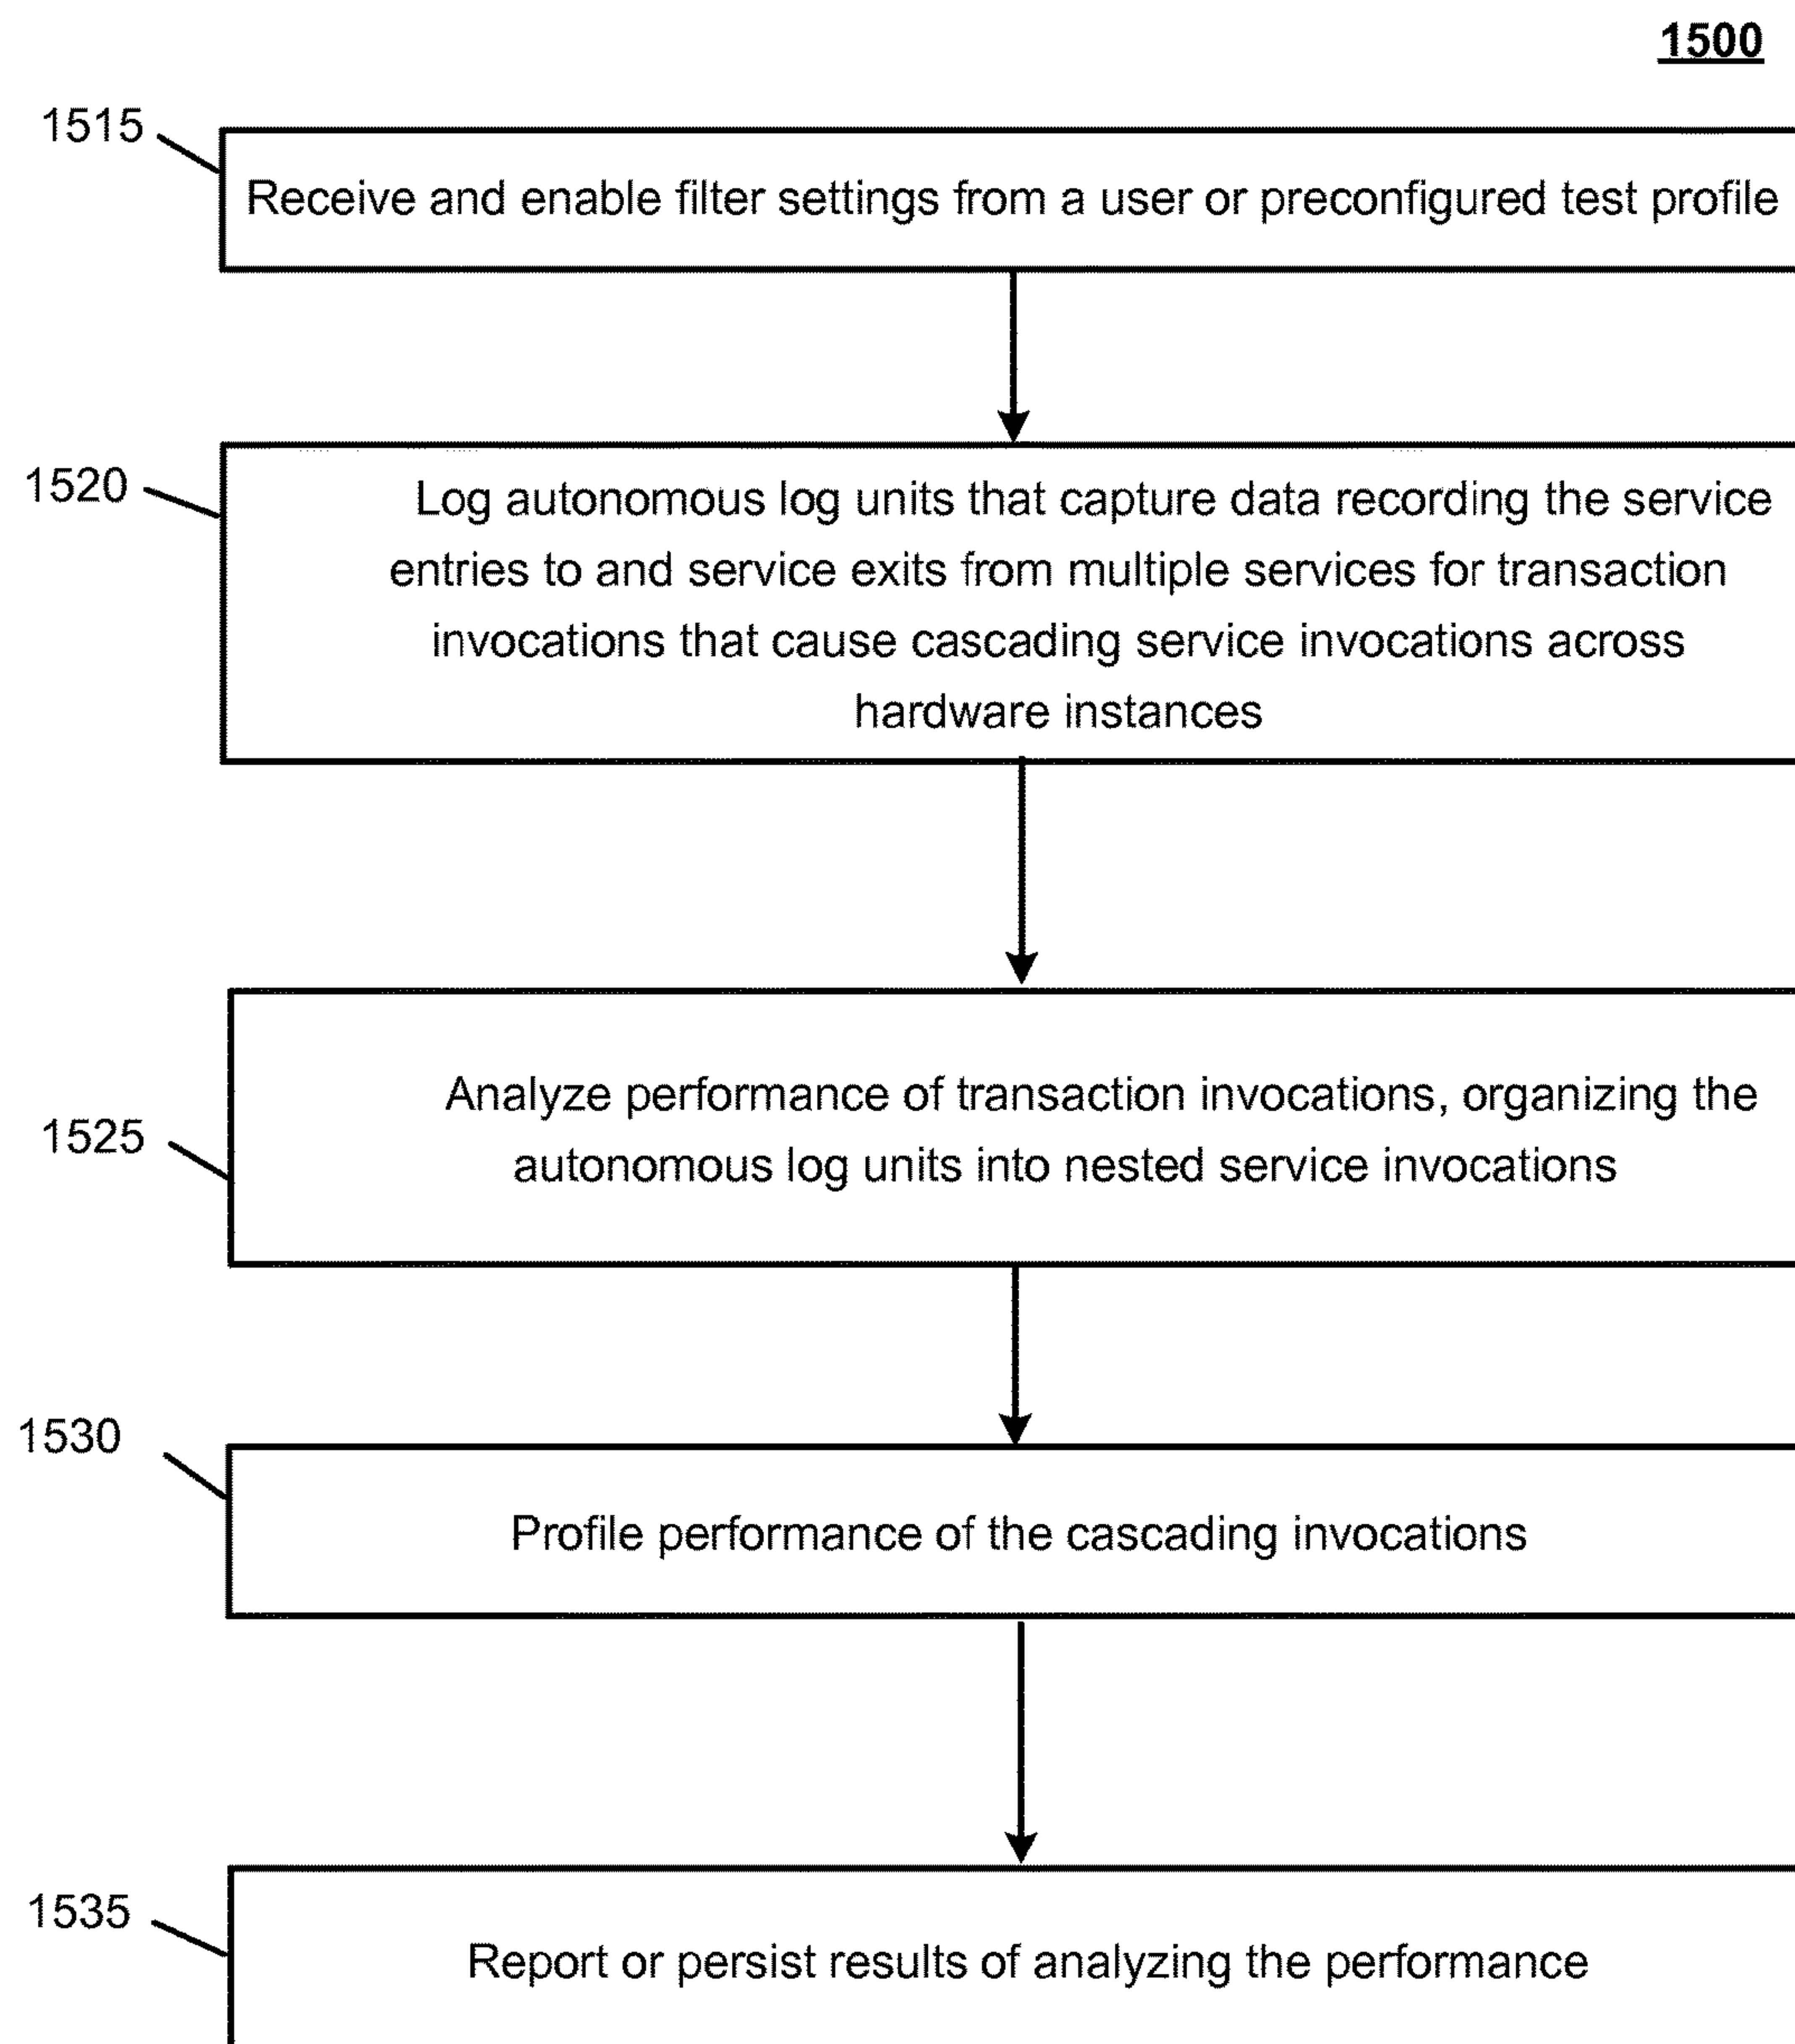 1500
1515
Receive and enable filter settings from a user or preconfigured test profile
1520
Log autonomous log units that capture data recording the service
entries to and service exits from multiple services for transaction
invocations that cause cascading service invocations across
hardware instances
1525
Analyze performance of transaction invocations, organizing the
autonomous log units into nested service invocations
1530
Profile performance of the cascading invocations
1535
Report or persist results of analyzing the performance